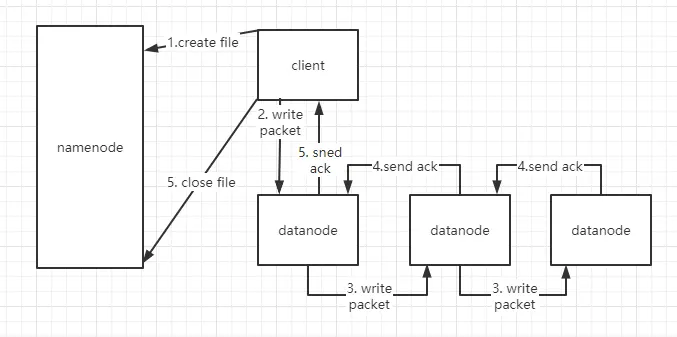 1.create file
client
2. write
packet
namenode
5. sned
ack
4.send ack
4.send ack
5. close file
datanode
datanode
datanode
3. write
packet
3. write
packet